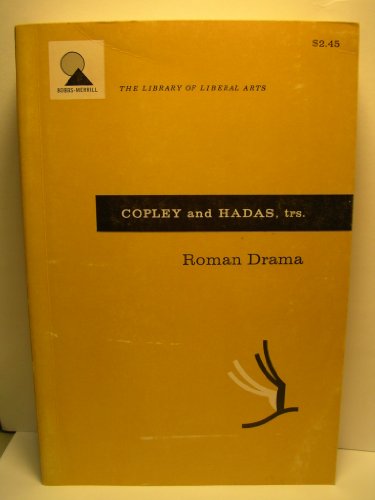 $2.45
BOBBS-MERRILL
THE LIBRARY OF LIBERAL ARTS
COPLEY and HADAS, trs.
Roman Drama